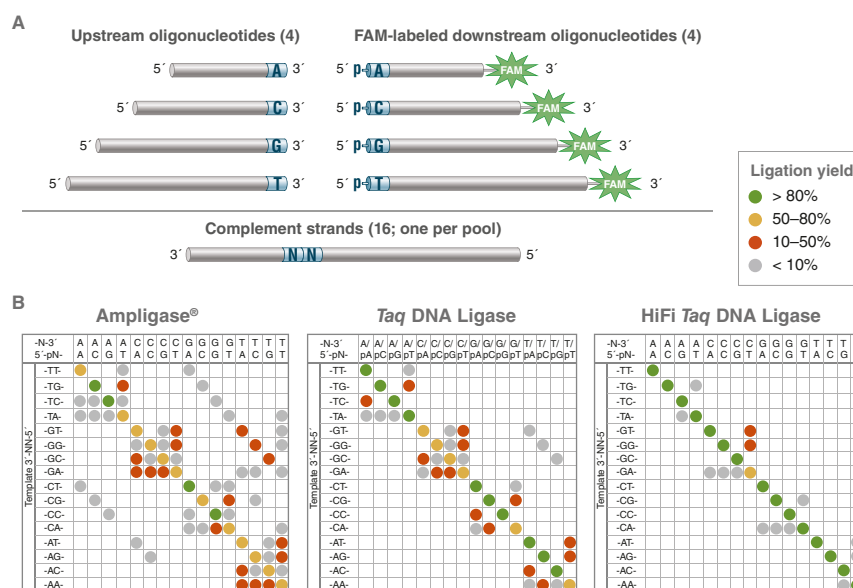 A
Upstream oligonucleotides (4)
FAM-labeled downstream oligonucleotides (4)
5´ A 3´ 5´ p A FAM 3´
5´ C 3´ 5´ p C FAM 3´
5´ G 3´ 5´ p G FAM 3´
5´ T 3´ 5´ p T FAM 3´
Complement strands (16; one per pool)
3´ N N 5´
Ligation yield
> 80%
50–80%
10–50%
< 10%
B
Ampligase®
-N-3´ A A A A C C C C G G G G T T T T
5´-pN- A C G T A C G T A C G T A C G T
Template 3´-NN-5´
-TT-
-TG-
-TC-
-TA-
-GT-
-GG-
-GC-
-GA-
-CT-
-CG-
-CC-
-CA-
-AT-
-AG-
-AC-
-AA-
Taq DNA Ligase
-N-3´ A/ A/ A/ A/ C/ C/ C/ C/ G/ G/ G/ G/ T/ T/ T/ T/
5´-pN- pA pC pG pT pA pC pG pT pA pC pG pT pA pC pG pT
Template 3´-NN-5´
-TT-
-TG-
-TC-
-TA-
-GT-
-GG-
-GC-
-GA-
-CT-
-CG-
-CC-
-CA-
-AT-
-AG-
-AC-
-AA-
HiFi Taq DNA Ligase
-N-3´ A A A A C C C C G G G G T T T
5´-pN- A C G T A C G T A C G T A C G
Template 3´-NN-5´
-TT-
-TG-
-TC-
-TA-
-GT-
-GG-
-GC-
-GA-
-CT-
-CG-
-CC-
-CA-
-AT-
-AG-
-AC-
-AA-